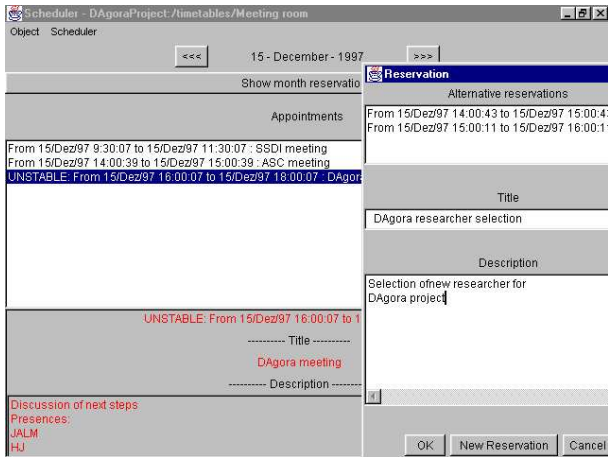 Scheduler - DAgoraProject:/timetables/Meeting room
Object Scheduler
<<< 15 - December - 1997 >>>
Show month reservatio
Appointments
From 15/Dez/97 9:30:07 to 15/Dez/97 11:30:07 : SSDI meeting
From 15/Dez/97 14:00:39 to 15/Dez/97 15:00:39 : ASC meeting
UNSTABLE: From 15/Dez/97 16:00:07 to 15/Dez/97 18:00:07 : DAgora
UNSTABLE: From 15/Dez/97 16:00:07 to 1
---------- Title ----------
DAgora meeting
---------- Description --------
Discussion of next steps
Presences:
JALM
HJ
Reservation
Alternative reservations
From 15/Dez/97 14:00:43 to 15/Dez/97 15:00:43
From 15/Dez/97 15:00:11 to 15/Dez/97 16:00:11
Title
DAgora researcher selection
Description
Selection ofnew researcher for
DAgora project
OK New Reservation Cancel